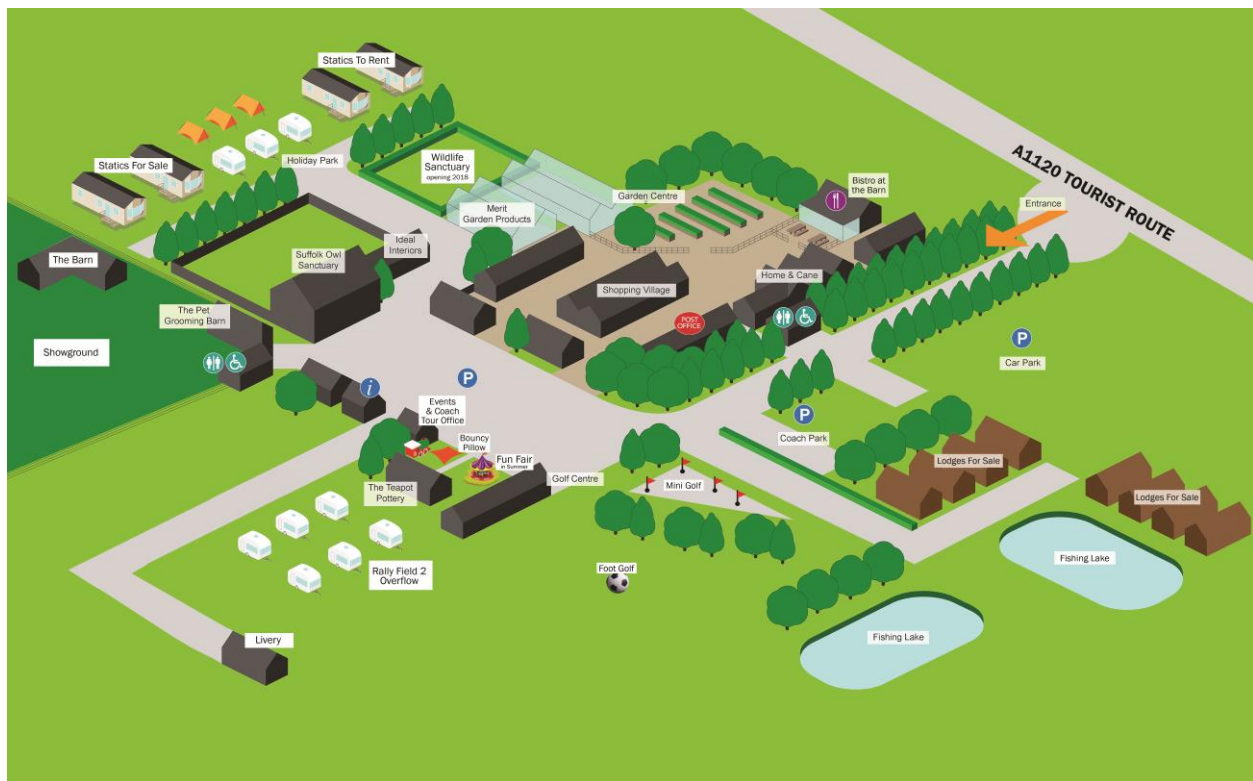 Statics To Rent
Statics For Sale
Holiday Park
Wildlife
Sanctuary
opening 2018
Merit
Garden Products
Garden Centre
Bistro at
the Barn
A1120 TOURIST ROUTE
Entrance
The Barn
Suffolk Owl
Sanctuary
Ideal
Interiors
Shopping Village
Home & Cane
The Pet
Grooming Barn
POST
OFFICE
Showground
P
Car Park
i
P
Events
& Coach
Tour Office
P
Coach Park
Bouncy
Pillow
Fun Fair
in Summer
Golf Centre
Mini Golf
Lodges For Sale
Lodges For Sale
The Teapot
Pottery
Rally Field 2
Overflow
Foot Golf
Fishing Lake
Fishing Lake
Livery